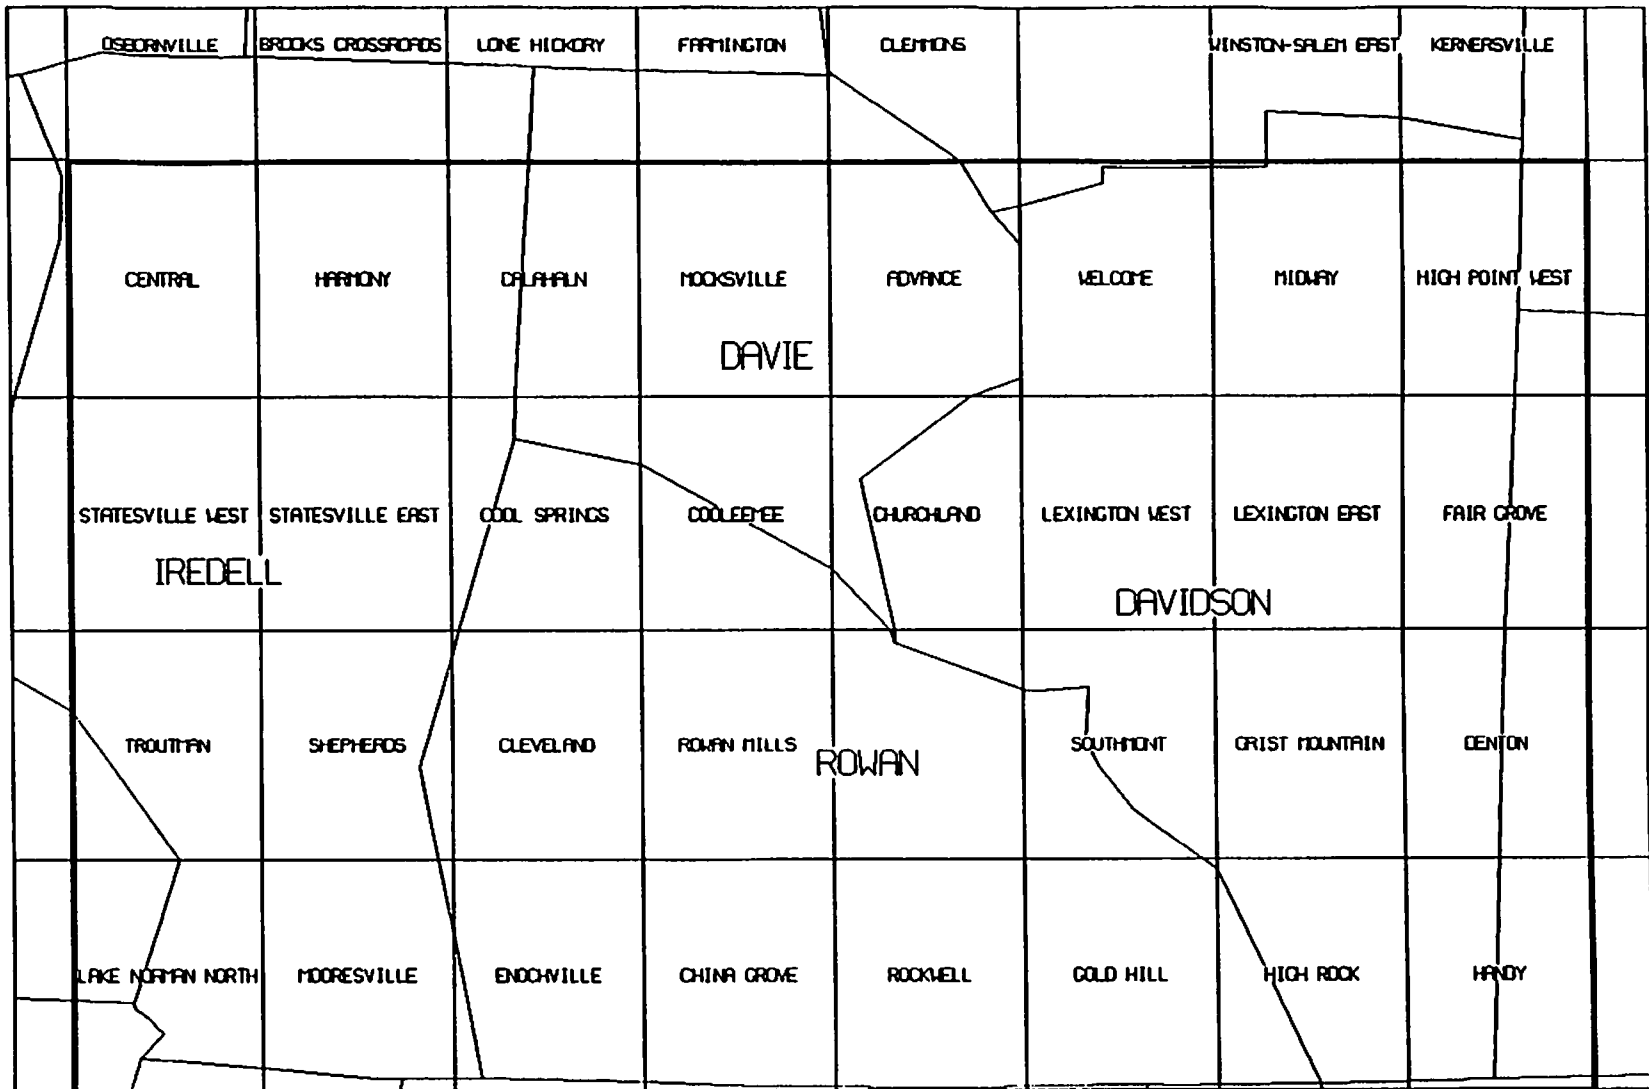 OSBORNVILLE BROOKS CROSSROADS LONE HICKORY FARMINGTON CLEMMONS WINSTON-SALEM EAST KERNERSVILLE
CENTRAL HARMONY CALAHALN MOCKSVILLE ADVANCE WELCOME MIDWAY HIGH POINT WEST
DAVIE
STATESVILLE WEST STATESVILLE EAST COOL SPRINGS COOLEEMEE CHURCHLAND LEXINGTON WEST LEXINGTON EAST FAIR GROVE
IREDELL
DAVIDSON
TROUTMAN SHEPHERDS CLEVELAND ROWAN MILLS SOUTHMONT GRIST MOUNTAIN DENTON
ROWAN
LAKE NORMAN NORTH MOORESVILLE ENOCHVILLE CHINA GROVE ROCKWELL GOLD HILL HIGH ROCK HANDY